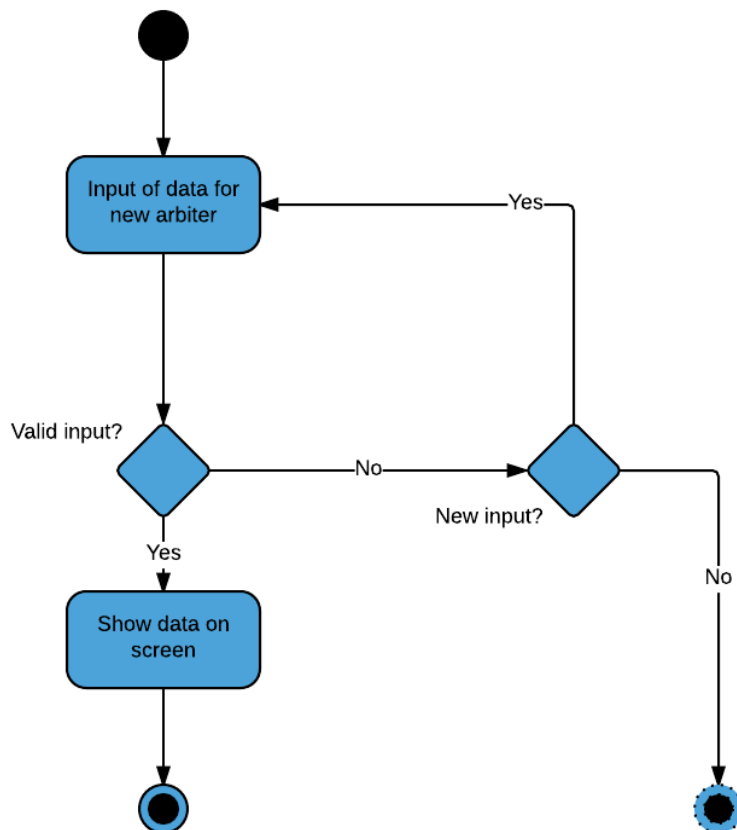 Input of data for
new arbiter
Yes
Valid input?
No
New input?
Yes
No
Show data on
screen